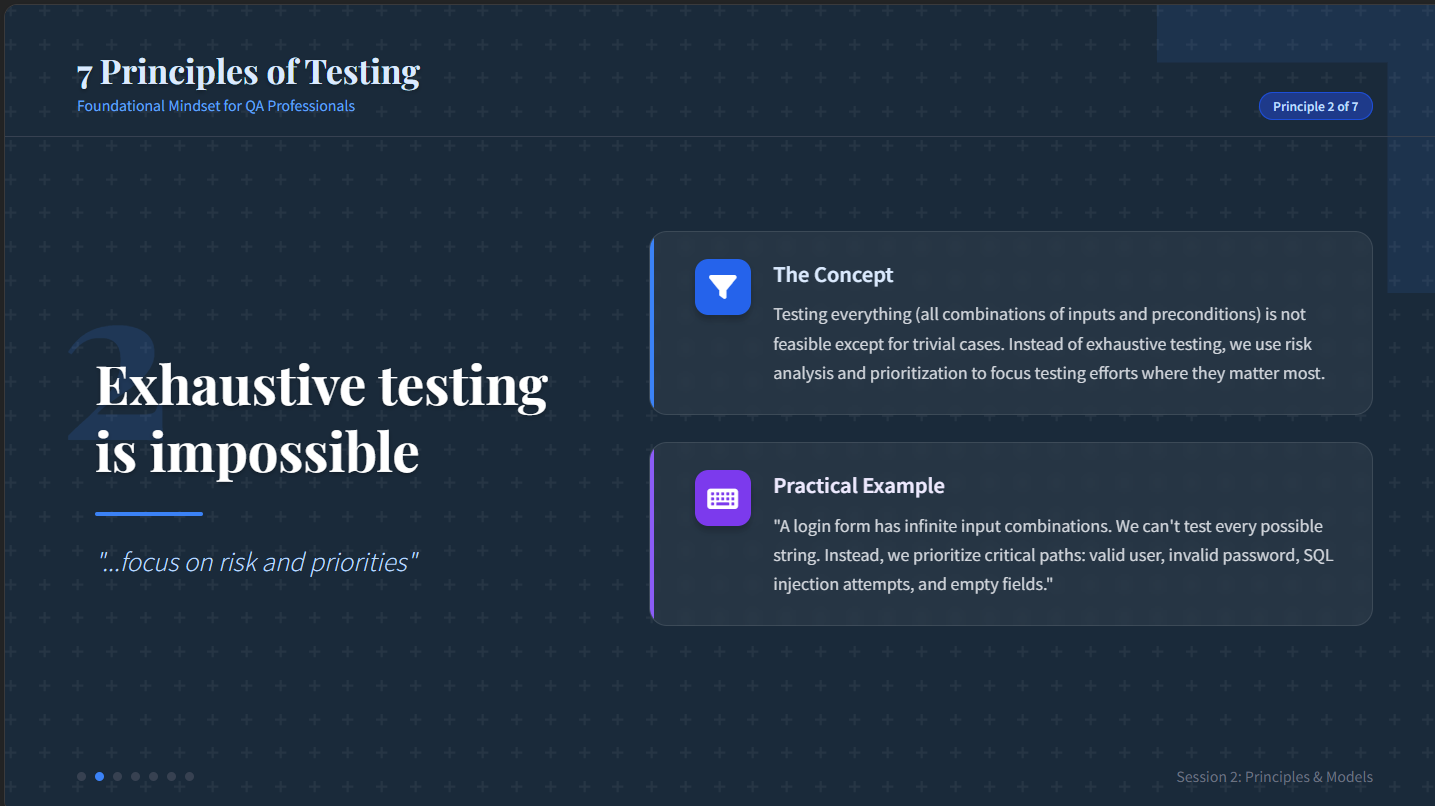 7 Principles of Testing
Foundational Mindset for QA Professionals
Principle 2 of 7
2
Exhaustive testing
is impossible
"...focus on risk and priorities"
The Concept
Testing everything (all combinations of inputs and preconditions) is not
feasible except for trivial cases. Instead of exhaustive testing, we use risk
analysis and prioritization to focus testing efforts where they matter most.
Practical Example
"A login form has infinite input combinations. We can't test every possible
string. Instead, we prioritize critical paths: valid user, invalid password, SQL
injection attempts, and empty fields."
Session 2: Principles & Models